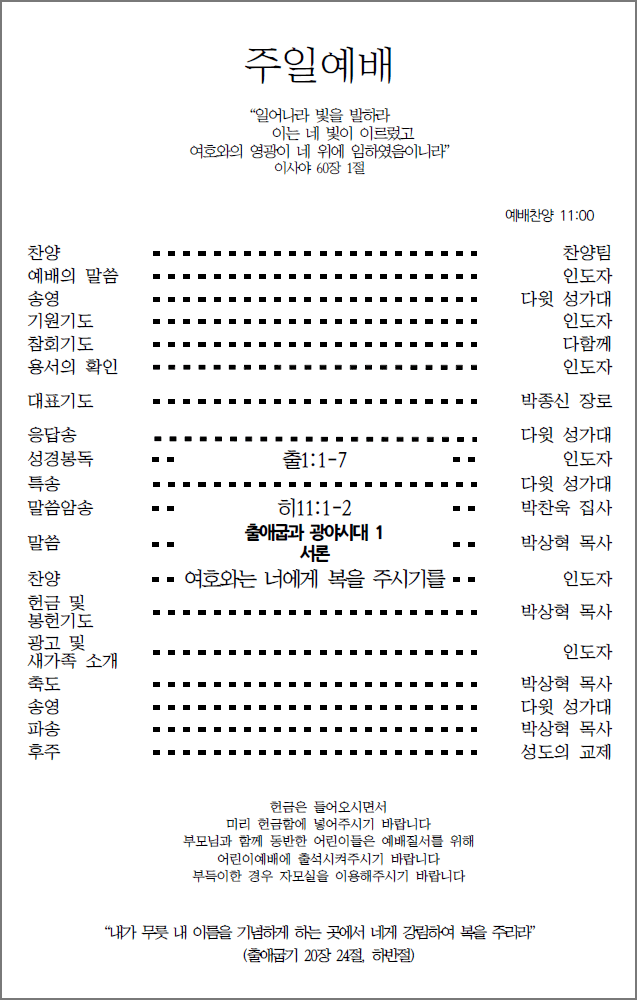 주일예배
“일어나라 빛을 발하라
이는 네 빛이 이르렀고
여호와의 영광이 네 위에 임하였음이니라”
이사야 60장 1절
예배찬양 11:00
찬양 찬양팀
예배의 말씀 인도자
송영 다윗 성가대
기원기도 인도자
참회기도 다함께
용서의 확인 인도자
대표기도 박종신 장로
응답송 다윗 성가대
성경봉독 출1:1-7 인도자
특송 다윗 성가대
말씀암송 히11:1-2 박찬욱 집사
말씀 출애굽과 광야시대 1 박상혁 목사
서론
찬양 여호와는 너에게 복을 주시기를 인도자
헌금 및
봉헌기도 박상혁 목사
광고 및
새가족 소개 인도자
축도 박상혁 목사
송영 다윗 성가대
파송 박상혁 목사
후주 성도의 교제
헌금은 들어오시면서
미리 헌금함에 넣어주시기 바랍니다
부모님과 함께 동반한 어린이들은 예배질서를 위해
어린이예배에 출석시켜주시기 바랍니다
부득이한 경우 자모실을 이용해주시기 바랍니다
“내가 무릇 내 이름을 기념하게 하는 곳에서 네게 강림하여 복을 주리라”
(출애굽기 20장 24절, 하반절)